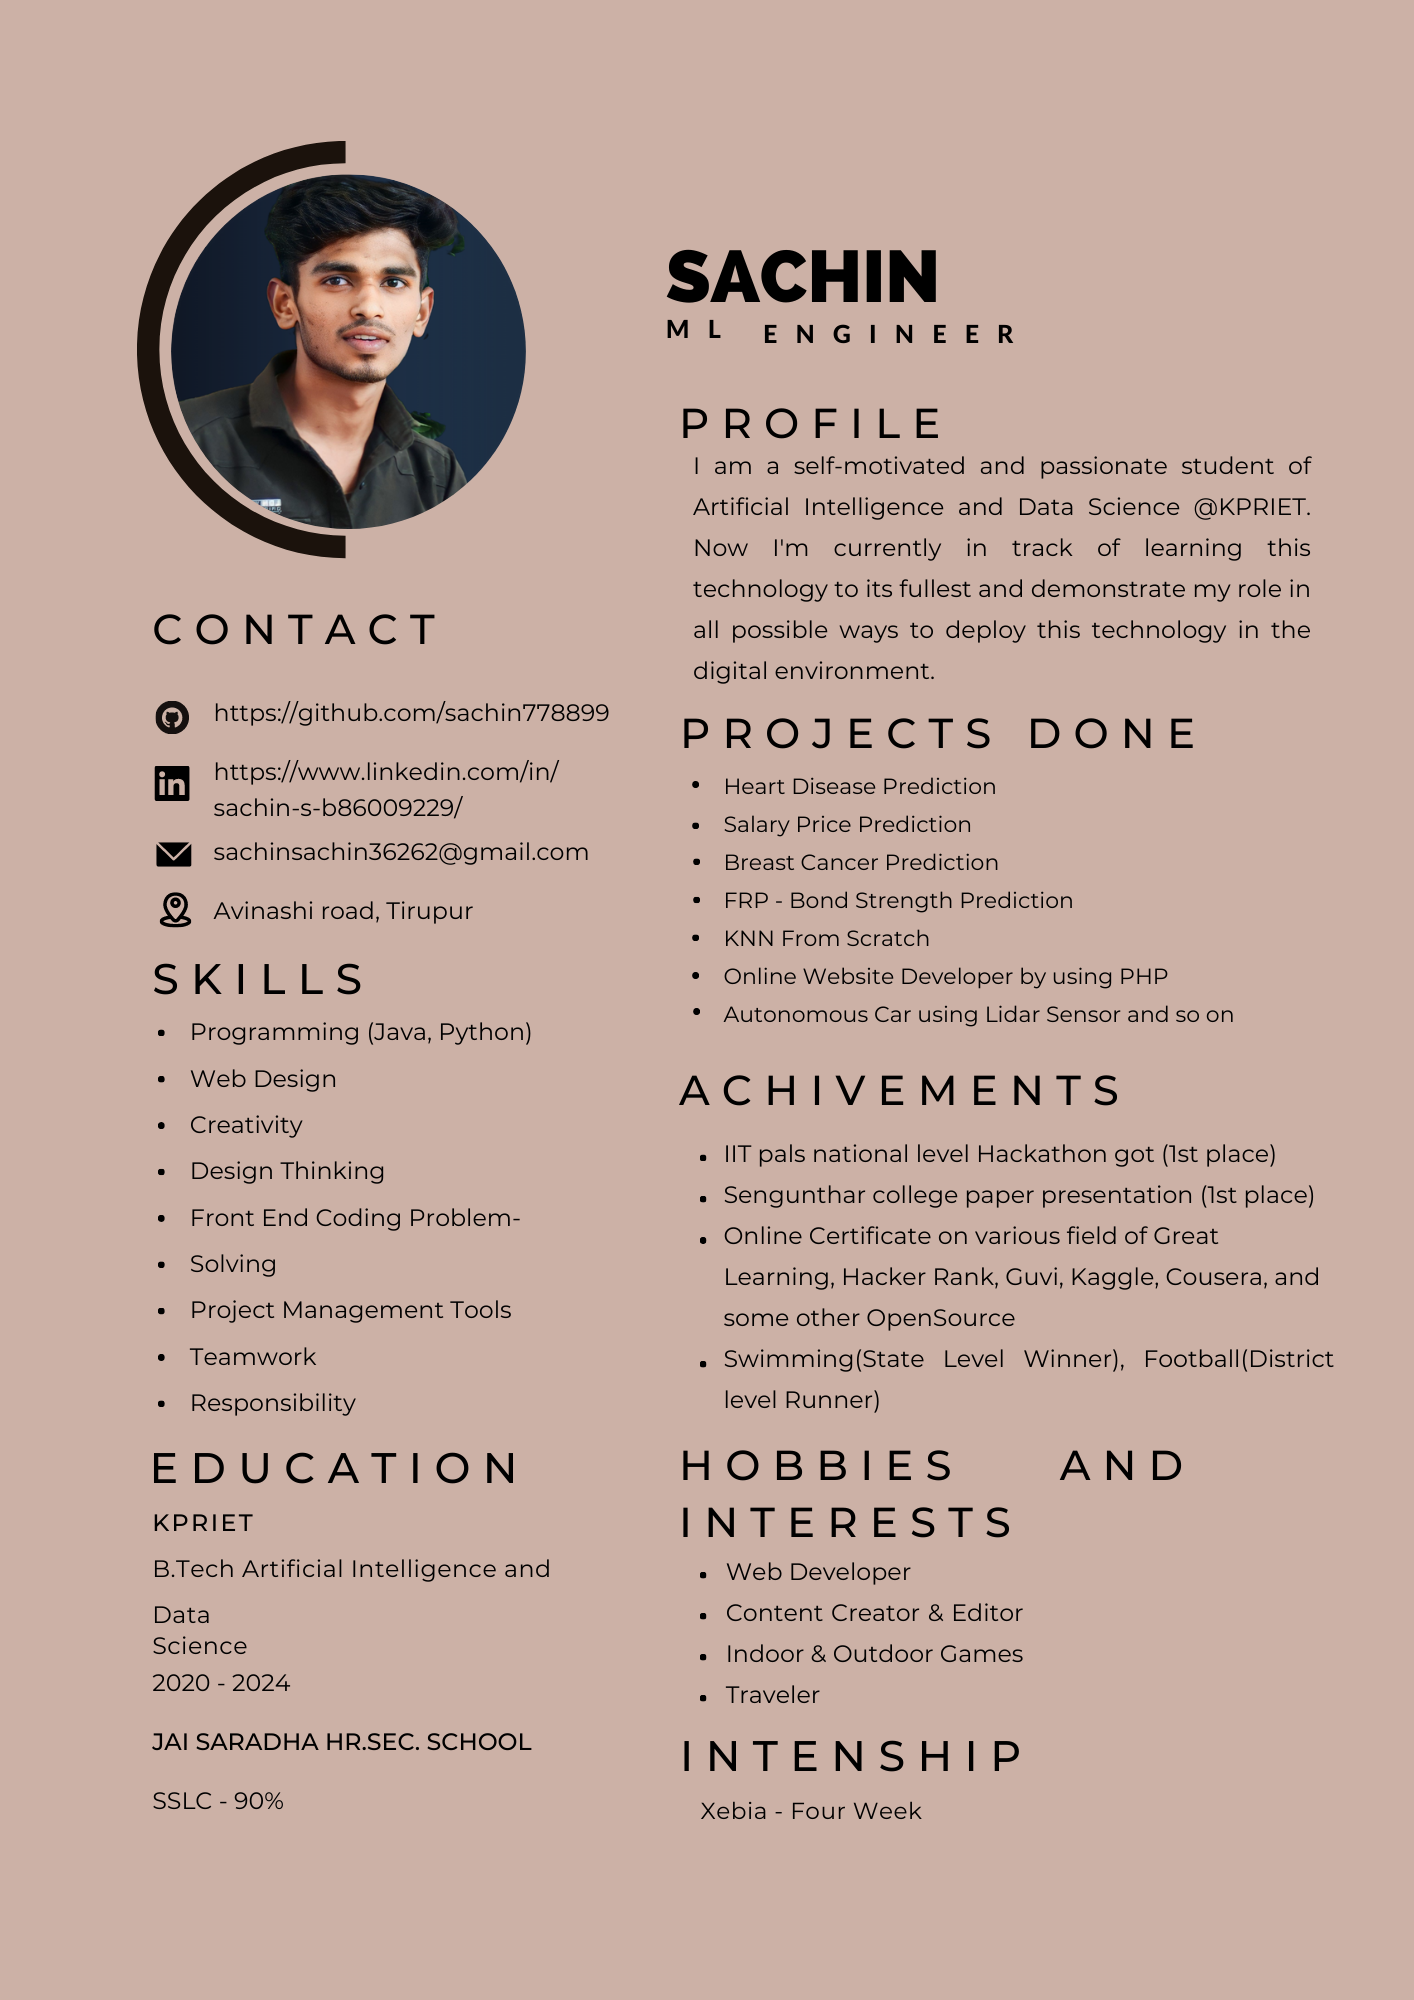 SACHIN
ML ENGINEER
CONTACT
https://github.com/sachin778899
https://www.linkedin.com/in/
sachin-s-b86009229/
sachinsachin36262@gmail.com
Avinashi road, Tirupur
SKILLS
• Programming (Java, Python)
• Web Design
• Creativity
• Design Thinking
• Front End Coding Problem-
• Solving
• Project Management Tools
• Teamwork
• Responsibility
EDUCATION
KPRIET
B.Tech Artificial Intelligence and
Data
Science
2020 - 2024
JAI SARADHA HR.SEC. SCHOOL
SSLC - 90%
PROFILE
I am a self-motivated and passionate student of
Artificial Intelligence and Data Science @KPRIET.
Now I'm currently in track of learning this
technology to its fullest and demonstrate my role in
all possible ways to deploy this technology in the
digital environment.
PROJECTS DONE
• Heart Disease Prediction
• Salary Price Prediction
• Breast Cancer Prediction
• FRP - Bond Strength Prediction
• KNN From Scratch
• Online Website Developer by using PHP
• Autonomous Car using Lidar Sensor and so on
ACHIVEMENTS
• IIT pals national level Hackathon got (1st place)
• Sengunthar college paper presentation (1st place)
• Online Certificate on various field of Great
Learning, Hacker Rank, Guvi, Kaggle, Cousera, and
some other OpenSource
• Swimming(State Level Winner), Football(District
level Runner)
HOBBIES AND
INTERESTS
• Web Developer
• Content Creator & Editor
• Indoor & Outdoor Games
• Traveler
INTENSHIP
Xebia - Four Week